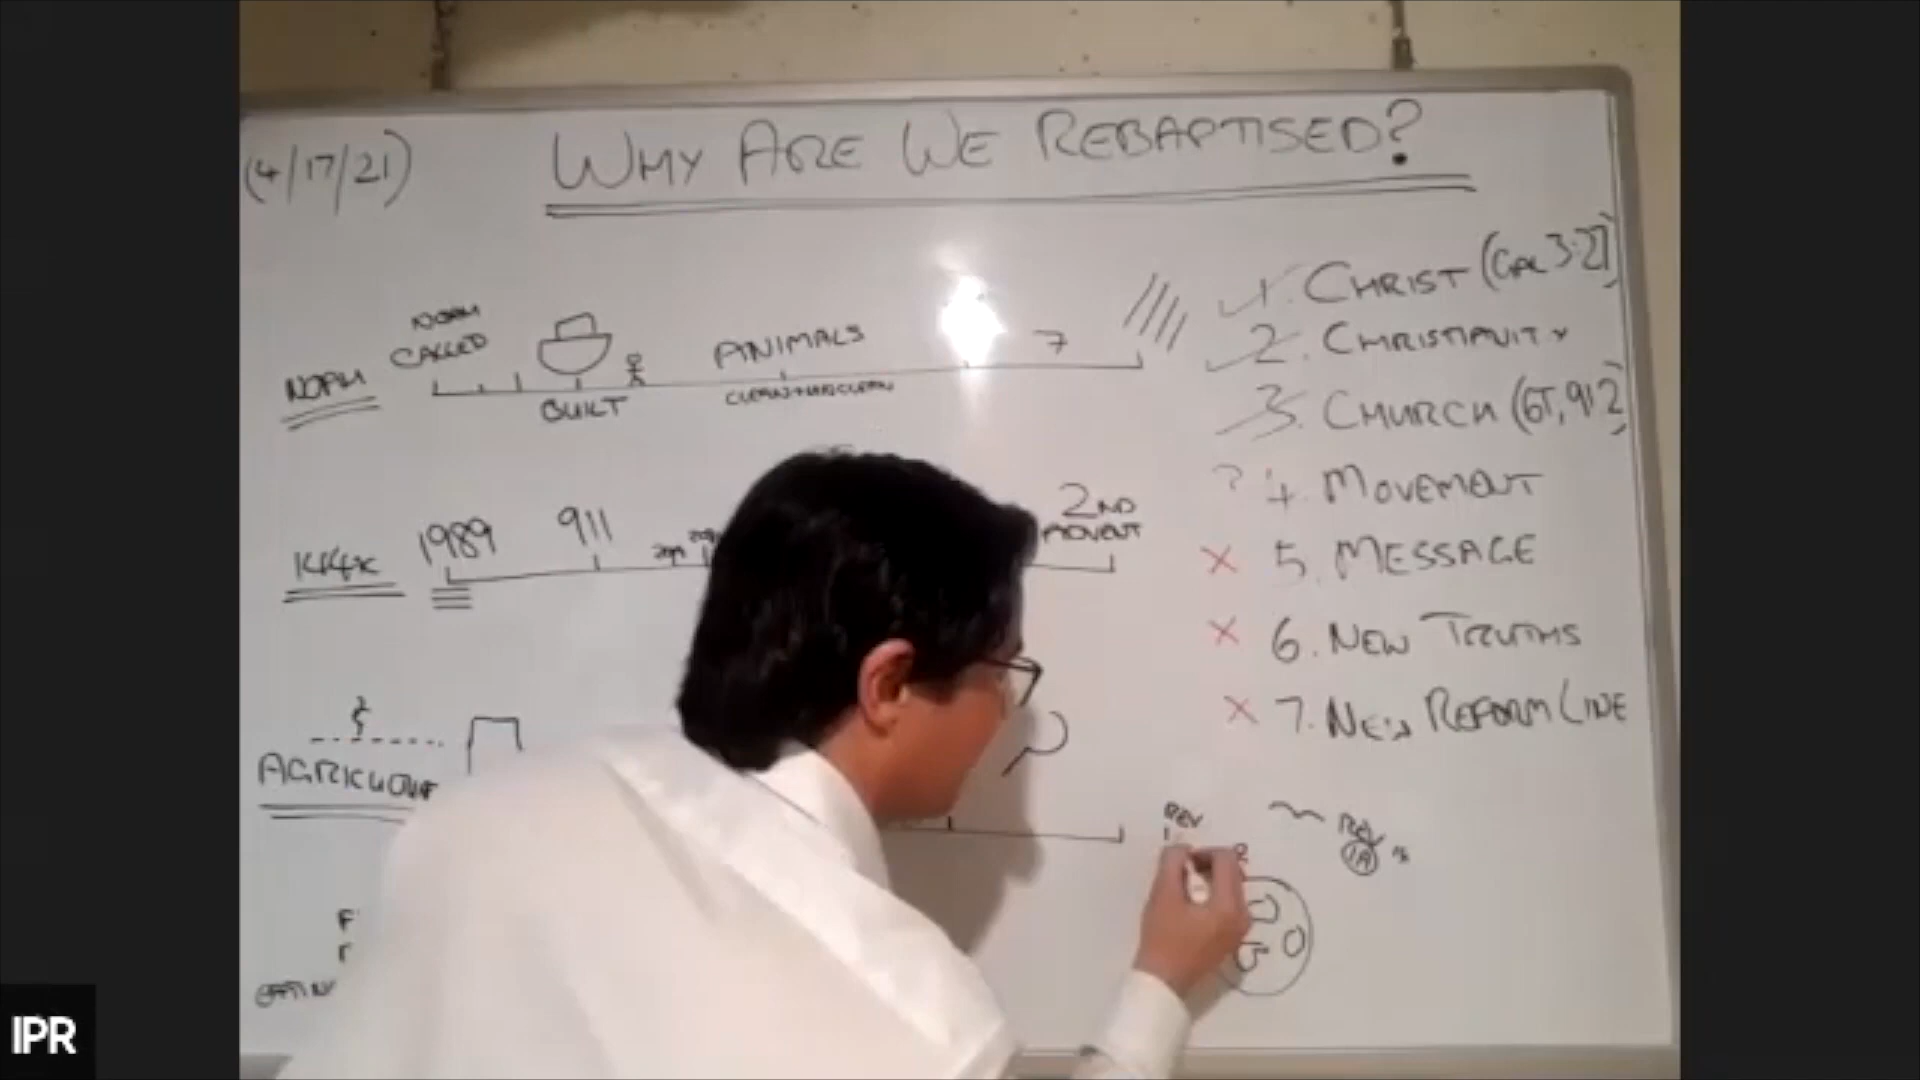 (4/17/21)
WHY ARE WE REBAPTISED?
NOAH
NOAH
CALLED
BUILT
ANIMALS
CLEAN+UNCLEAN
7
144K
1989
911
2ND
MOVEMENT
AGRICULTURE
1. CHRIST (GAL 3:27)
2. CHRISTIANITY
3. CHURCH (6T, 91.2)
? 4. MOVEMENT
X 5. MESSAGE
X 6. NEW TRUTHS
X 7. NEW REFORM LINE
REV
REV
IPR